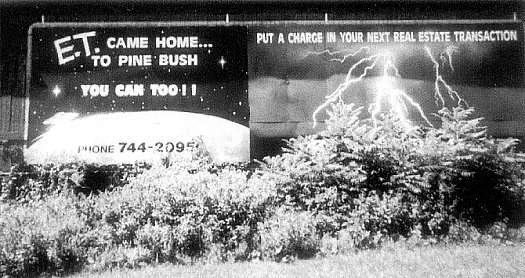 E.T. CAME HOME...
TO PINE BUSH
YOU CAN TOO!!
PHONE 744-2095
PUT A CHARGE IN YOUR NEXT REAL ESTATE TRANSACTION